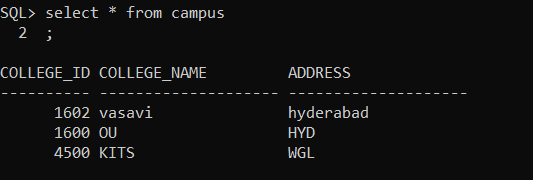 SQL> select * from campus
  2  ;
COLLEGE_ID COLLEGE_NAME         ADDRESS
---------- -------------------- --------------------
      1602 vasavi               hyderabad
      1600 OU                   HYD
      4500 KITS                 WGL